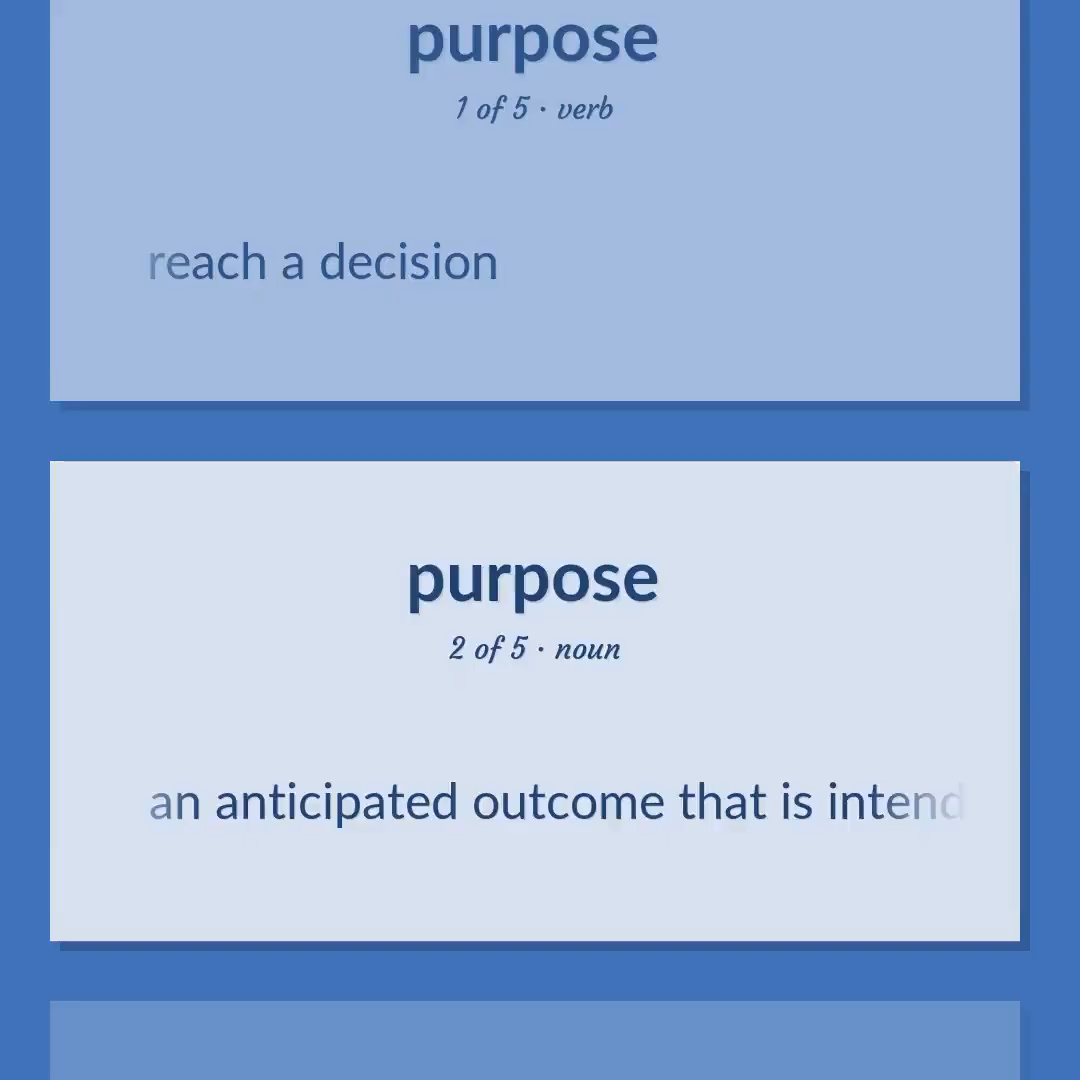 purpose
1 of 5 · verb
reach a decision
purpose
2 of 5 · noun
an anticipated outcome that is intend